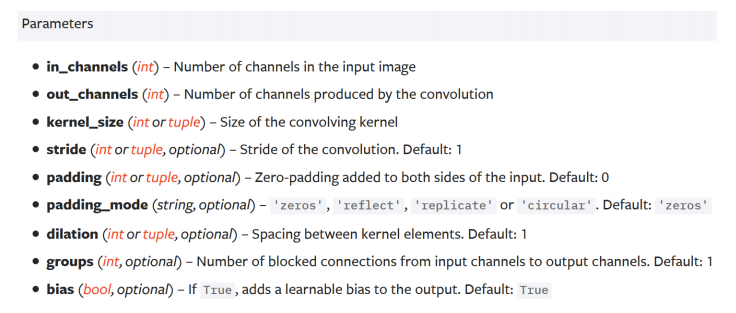 Parameters
in_channels (int) – Number of channels in the input image
out_channels (int) – Number of channels produced by the convolution
kernel_size (int or tuple) – Size of the convolving kernel
stride (int or tuple, optional) – Stride of the convolution. Default: 1
padding (int or tuple, optional) – Zero-padding added to both sides of the input. Default: 0
padding_mode (string, optional) – 'zeros', 'reflect', 'replicate' or 'circular'. Default: 'zeros'
dilation (int or tuple, optional) – Spacing between kernel elements. Default: 1
groups (int, optional) – Number of blocked connections from input channels to output channels. Default: 1
bias (bool, optional) – If True, adds a learnable bias to the output. Default: True